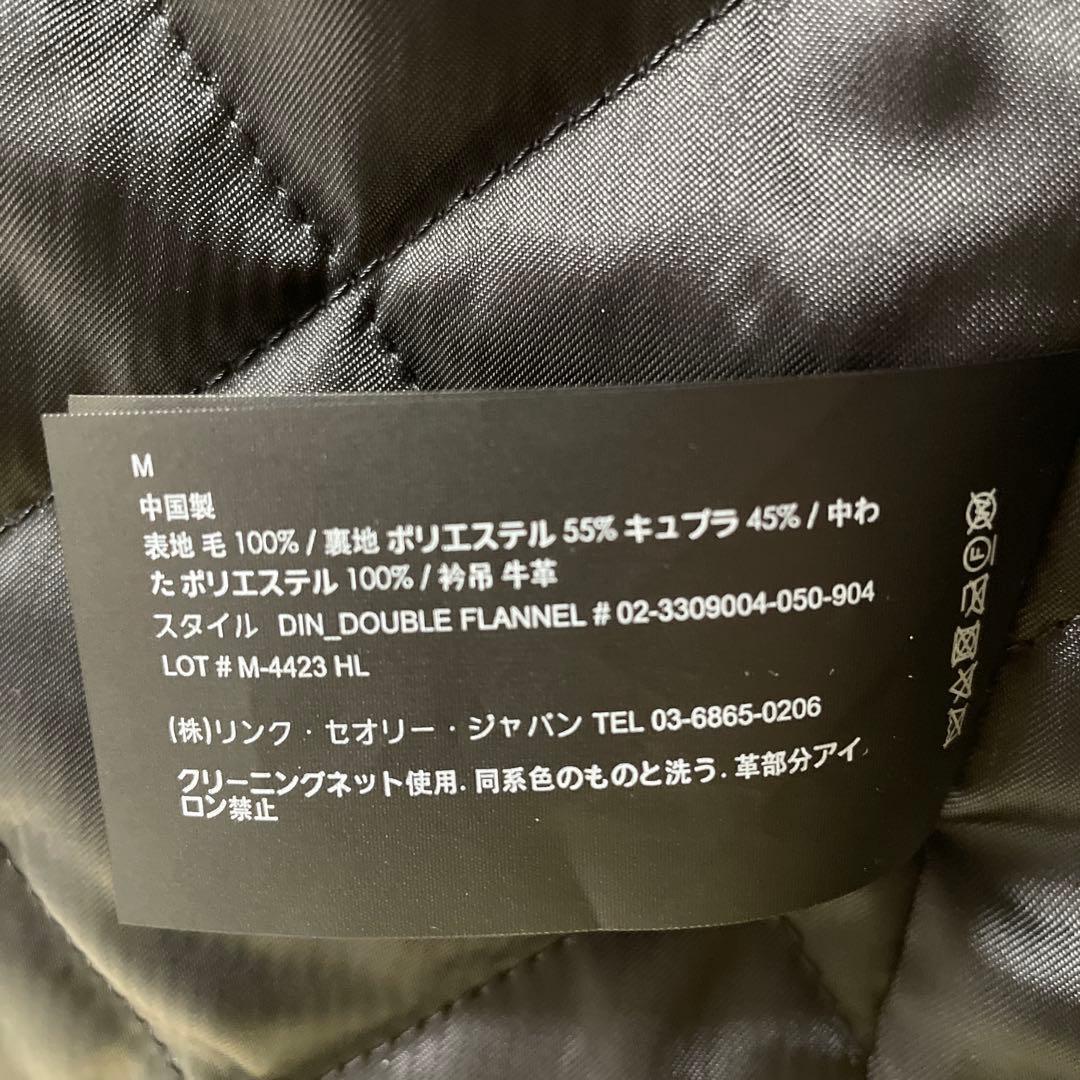 M
中国製
表地 毛 100% / 裏地 ポリエステル 55% キュプラ 45% / 中わ
た ポリエステル 100% / 衿吊 牛革
スタイル DIN_DOUBLE FLANNEL # 02-3309004-050-904
LOT # M-4423 HL
(株)リンク・セオリー・ジャパン TEL 03-6865-0206
クリーニングネット使用. 同系色のものと洗う. 革部分アイ
ロン禁止